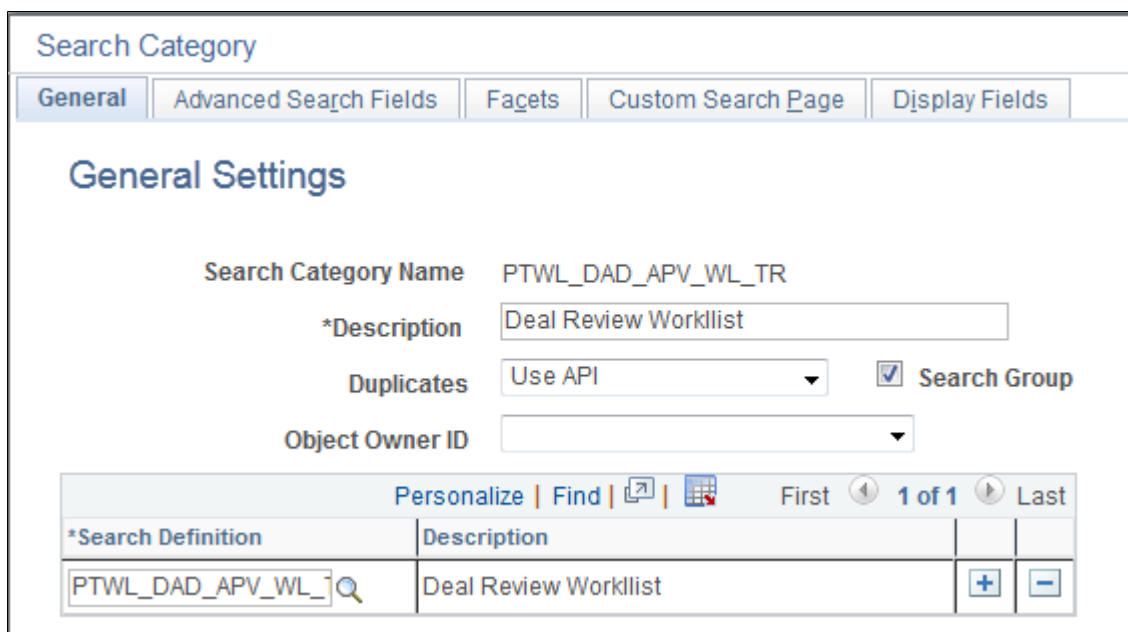 Search Category
General Advanced Search Fields Facets Custom Search Page Display Fields
General Settings
Search Category Name PTWL_DAD_APV_WL_TR
*Description Deal Review Workllist
Duplicates Use API Search Group
Object Owner ID
Personalize | Find | | First 1 of 1 Last
*Search Definition Description
PTWL_DAD_APV_WL_T Deal Review Workllist